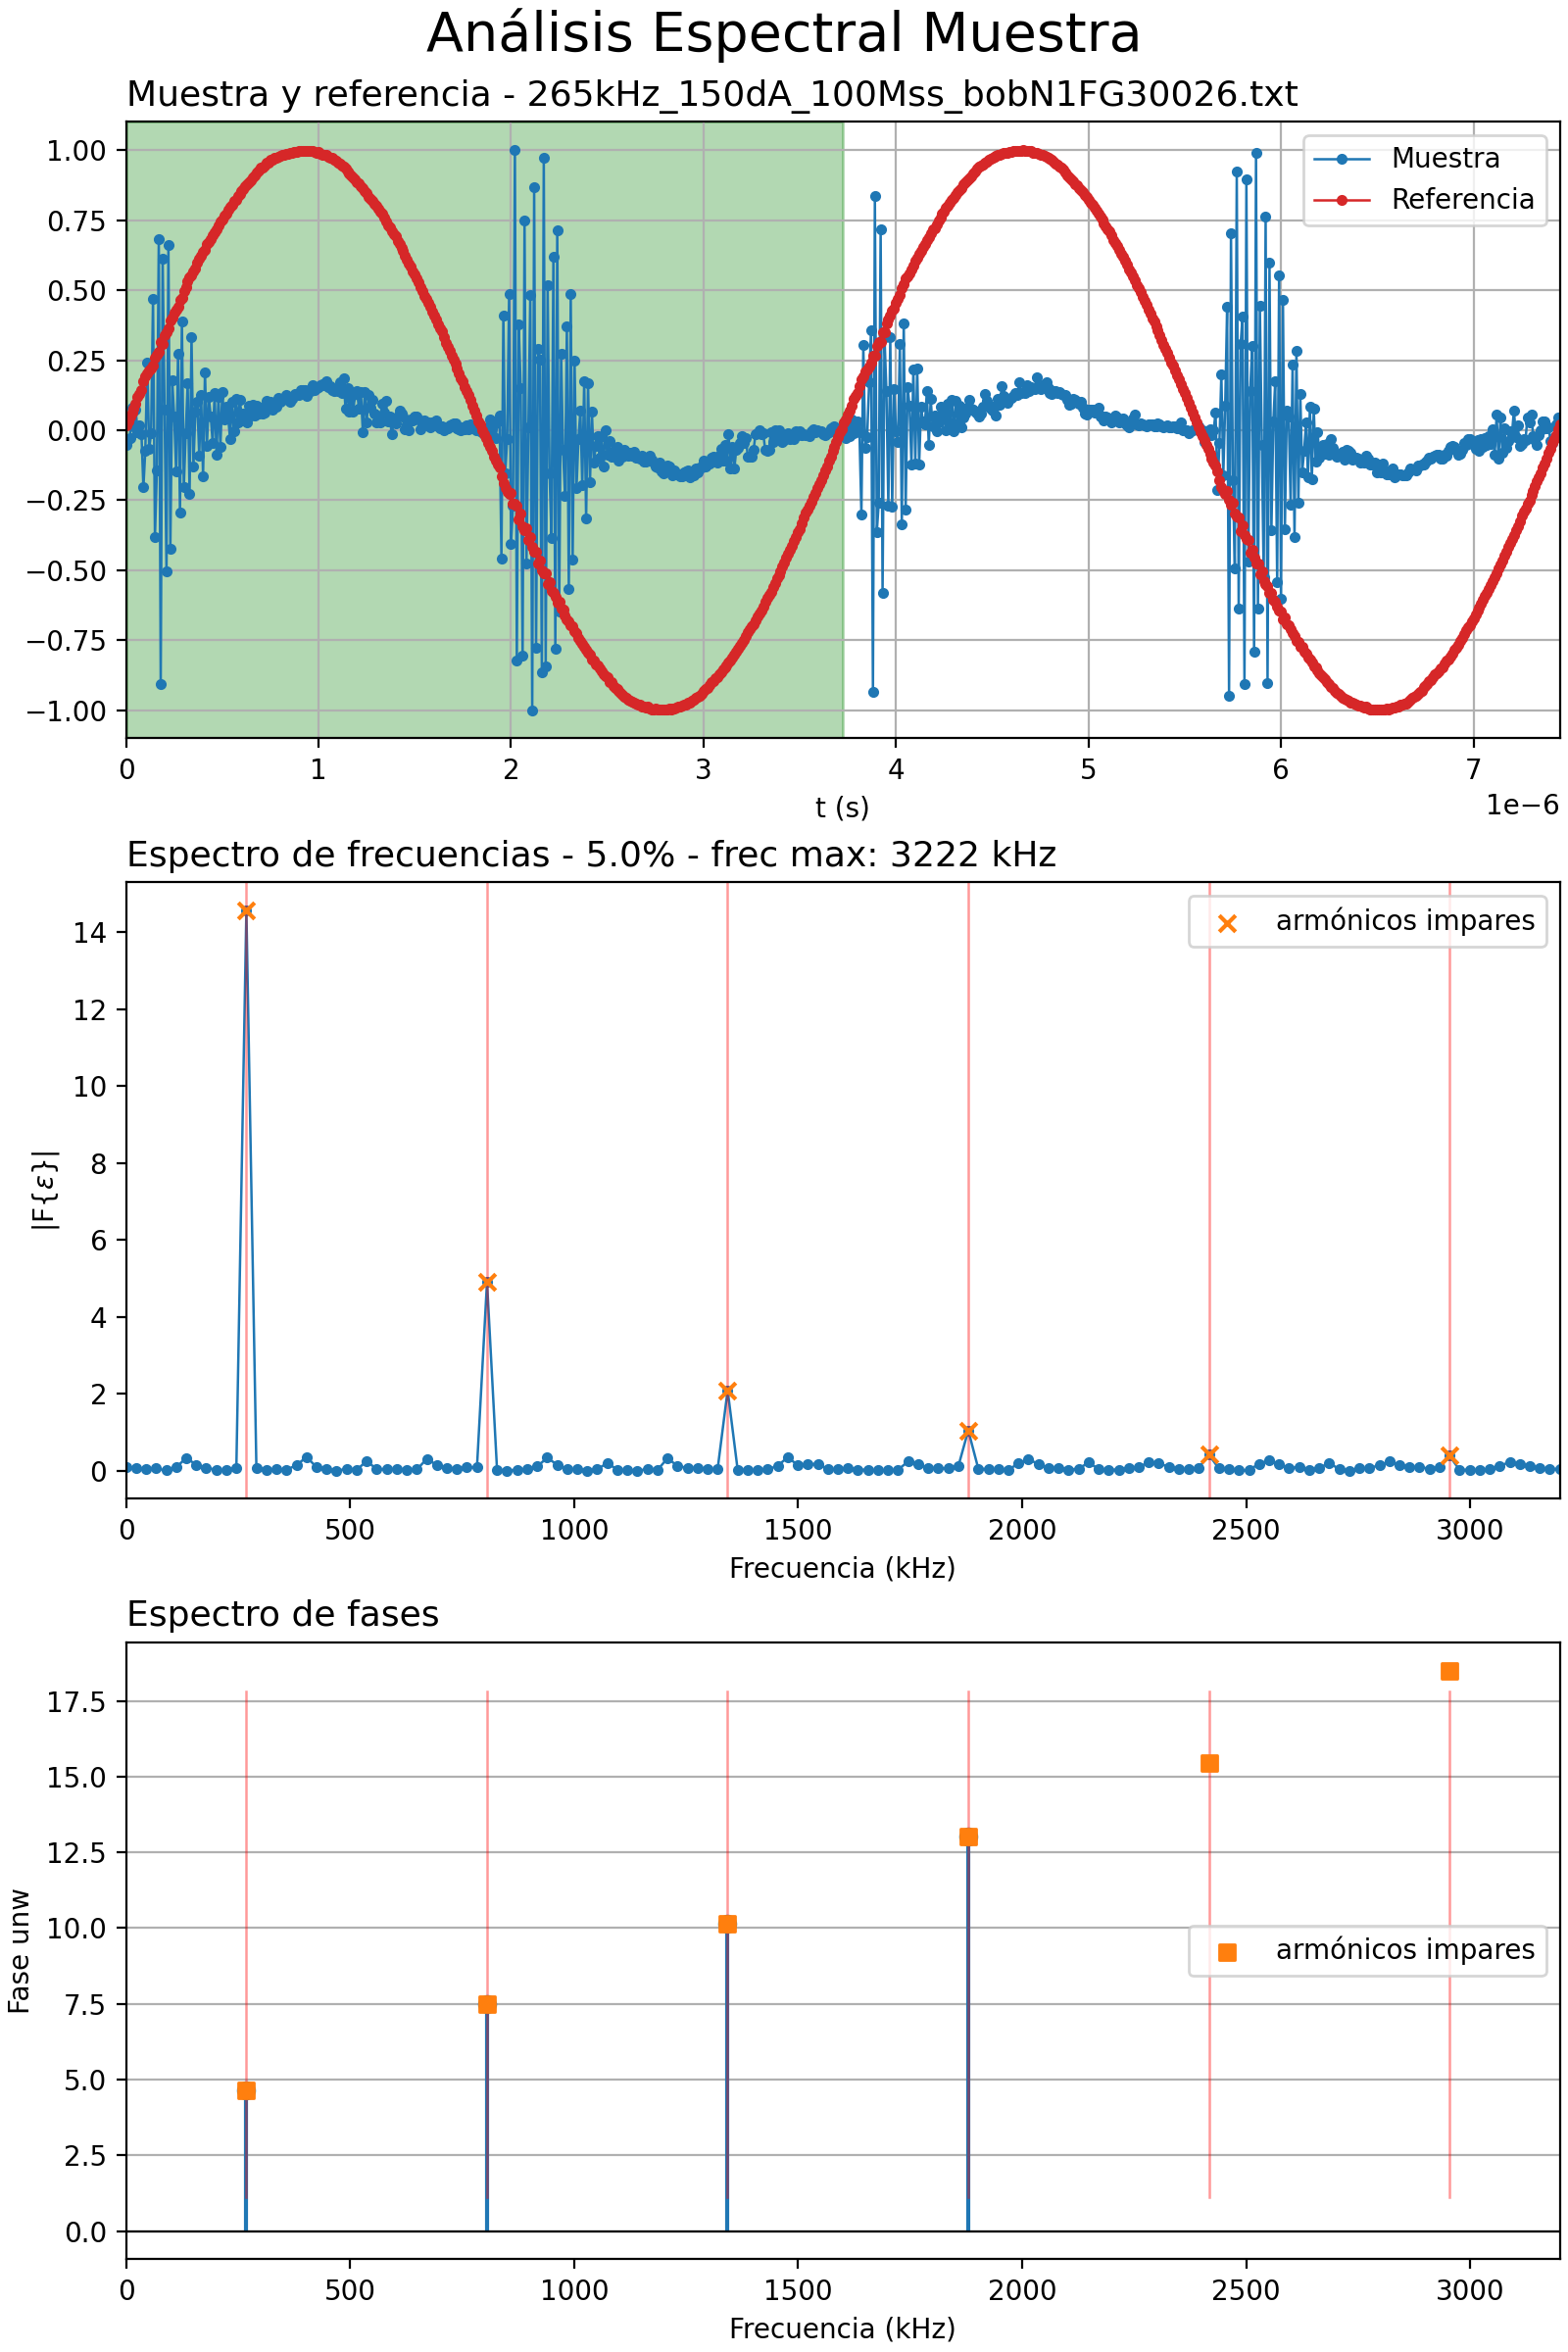 Análisis Espectral Muestra
Muestra y referencia - 265kHz_150dA_100Mss_bobN1FG30026.txt
1.00
0.75
0.50
0.25
0.00
−0.25
−0.50
−0.75
−1.00
Muestra
Referencia
0 1 2 3 4 5 6 7
1e−6
t (s)
Espectro de frecuencias - 5.0% - frec max: 3222 kHz
14
12
10
8
6
4
2
0
|F{ε}|
armónicos impares
0 500 1000 1500 2000 2500 3000
Frecuencia (kHz)
Espectro de fases
17.5
15.0
12.5
10.0
7.5
5.0
2.5
0.0
Fase unw
armónicos impares
0 500 1000 1500 2000 2500 3000
Frecuencia (kHz)